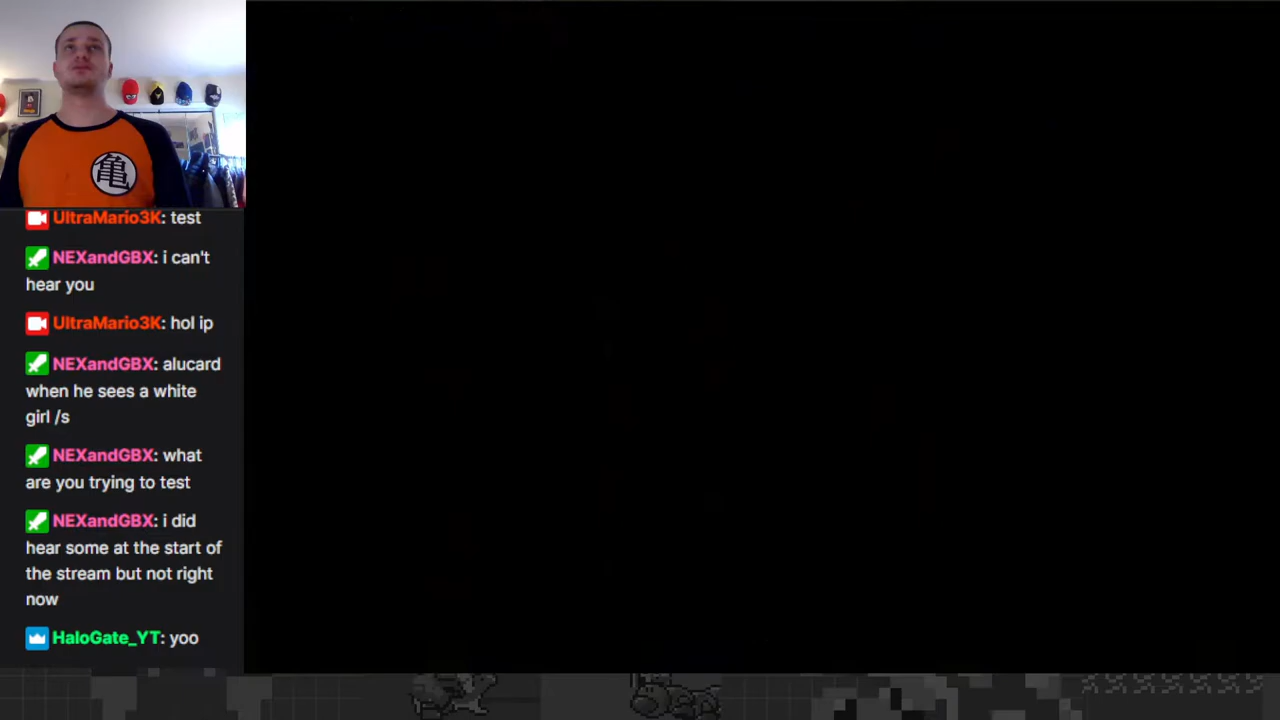 亀
UltraMario3K: test
NEXandGBX: i can't
hear you
UltraMario3K: hol ip
NEXandGBX: alucard
when he sees a white
girl /s
NEXandGBX: what
are you trying to test
NEXandGBX: i did
hear some at the start of
the stream but not right
now
HaloGate_YT: yoo